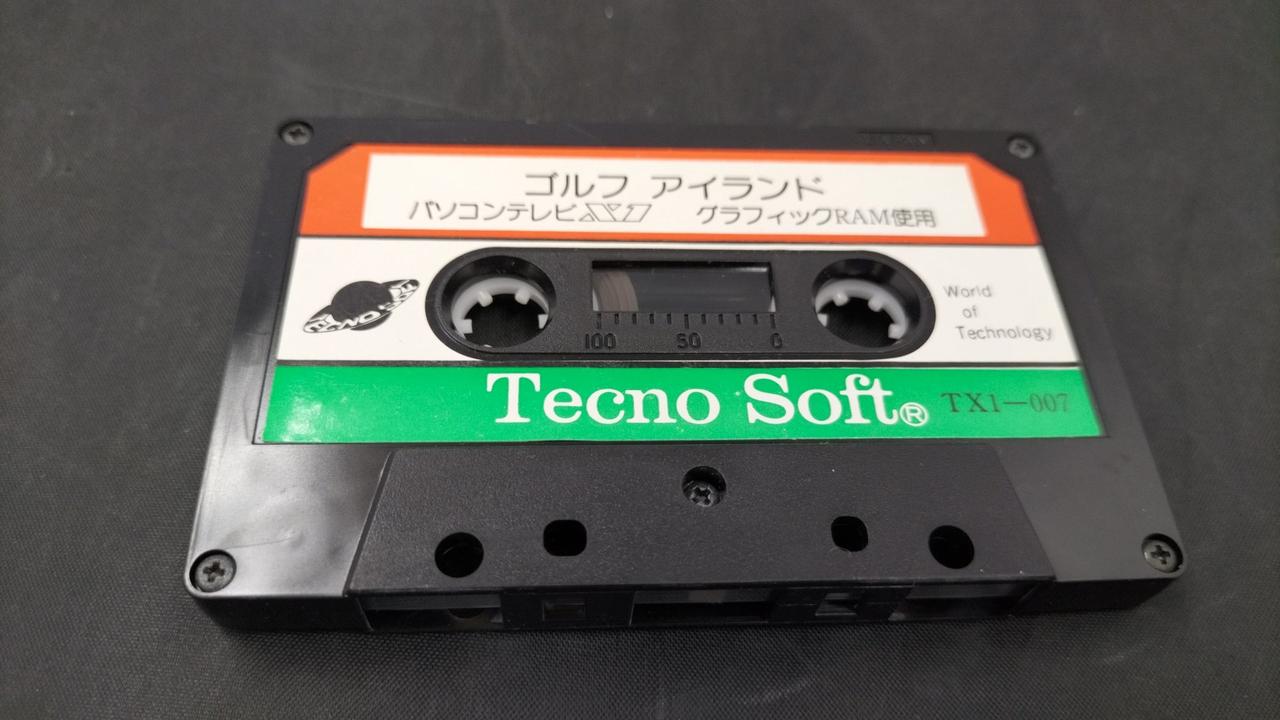 ゴルフ アイランド
パソコンテレビX1 グラフィックRAM使用
TECNO SOFT
World
of
Technology
100 50 0
Tecno Soft® TX1-007